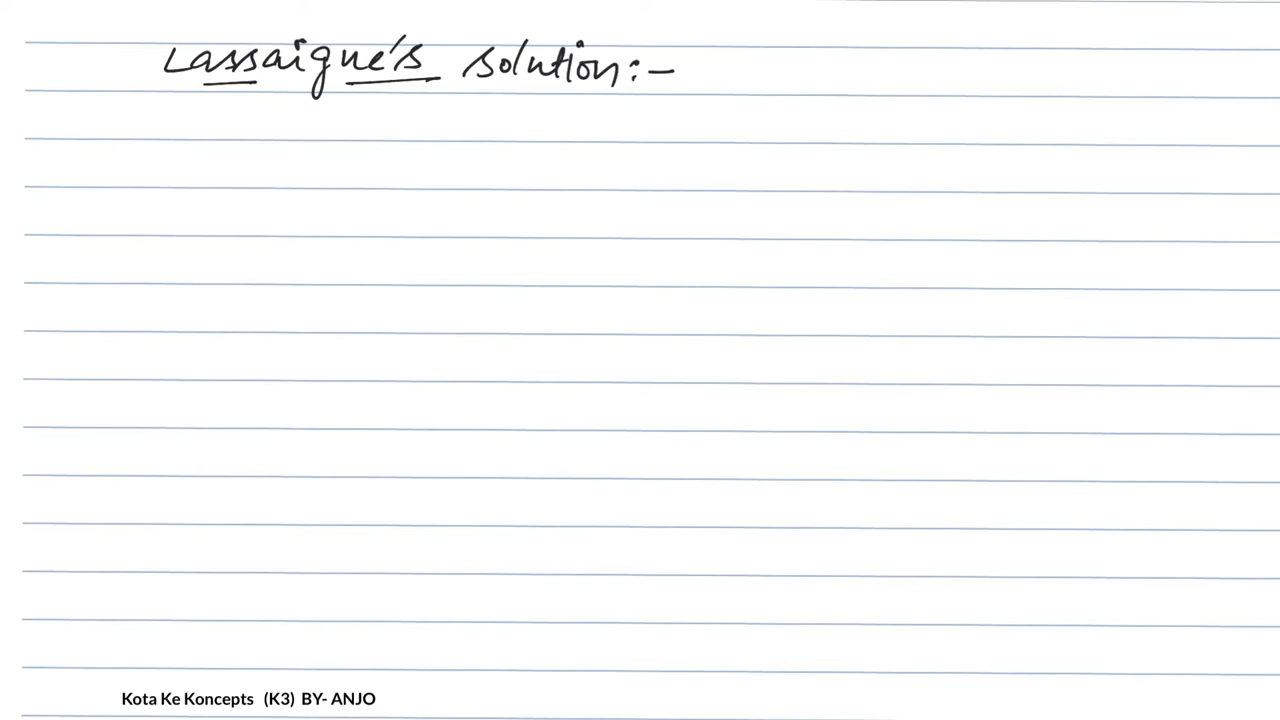 Lassaigne's solution:-
Kota Ke Koncepts (K3) BY- ANJO